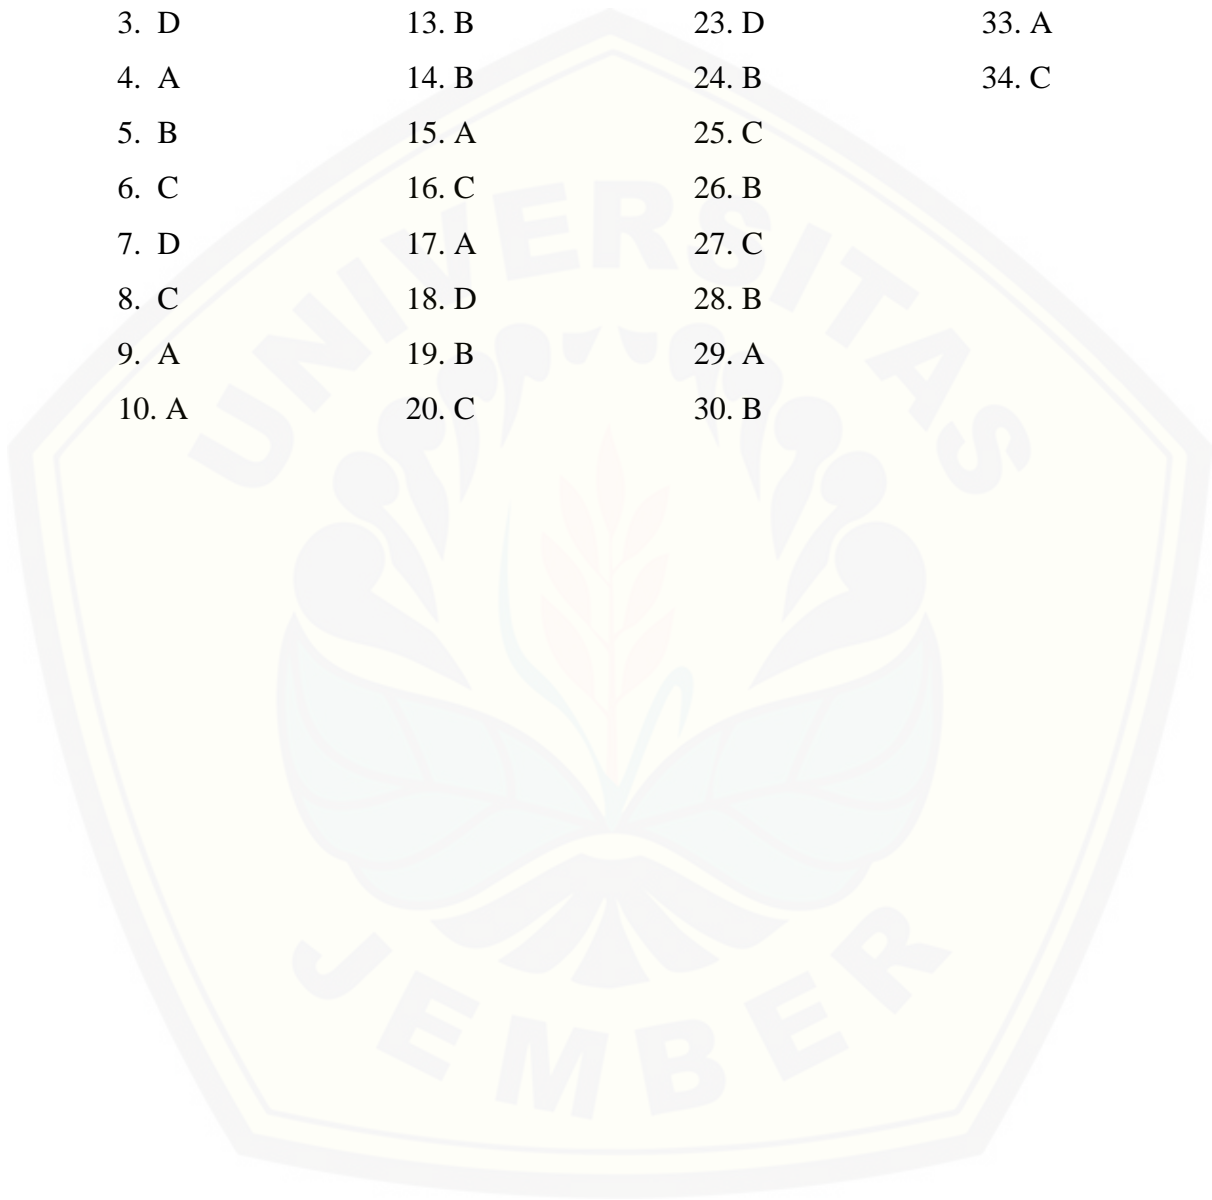 3. D 13. B 23. D 33. A
4. A 14. B 24. B 34. C
5. B 15. A 25. C
6. C 16. C 26. B
7. D 17. A 27. C
8. C 18. D 28. B
9. A 19. B 29. A
10. A 20. C 30. B
UNIVERSITAS
JEMBER